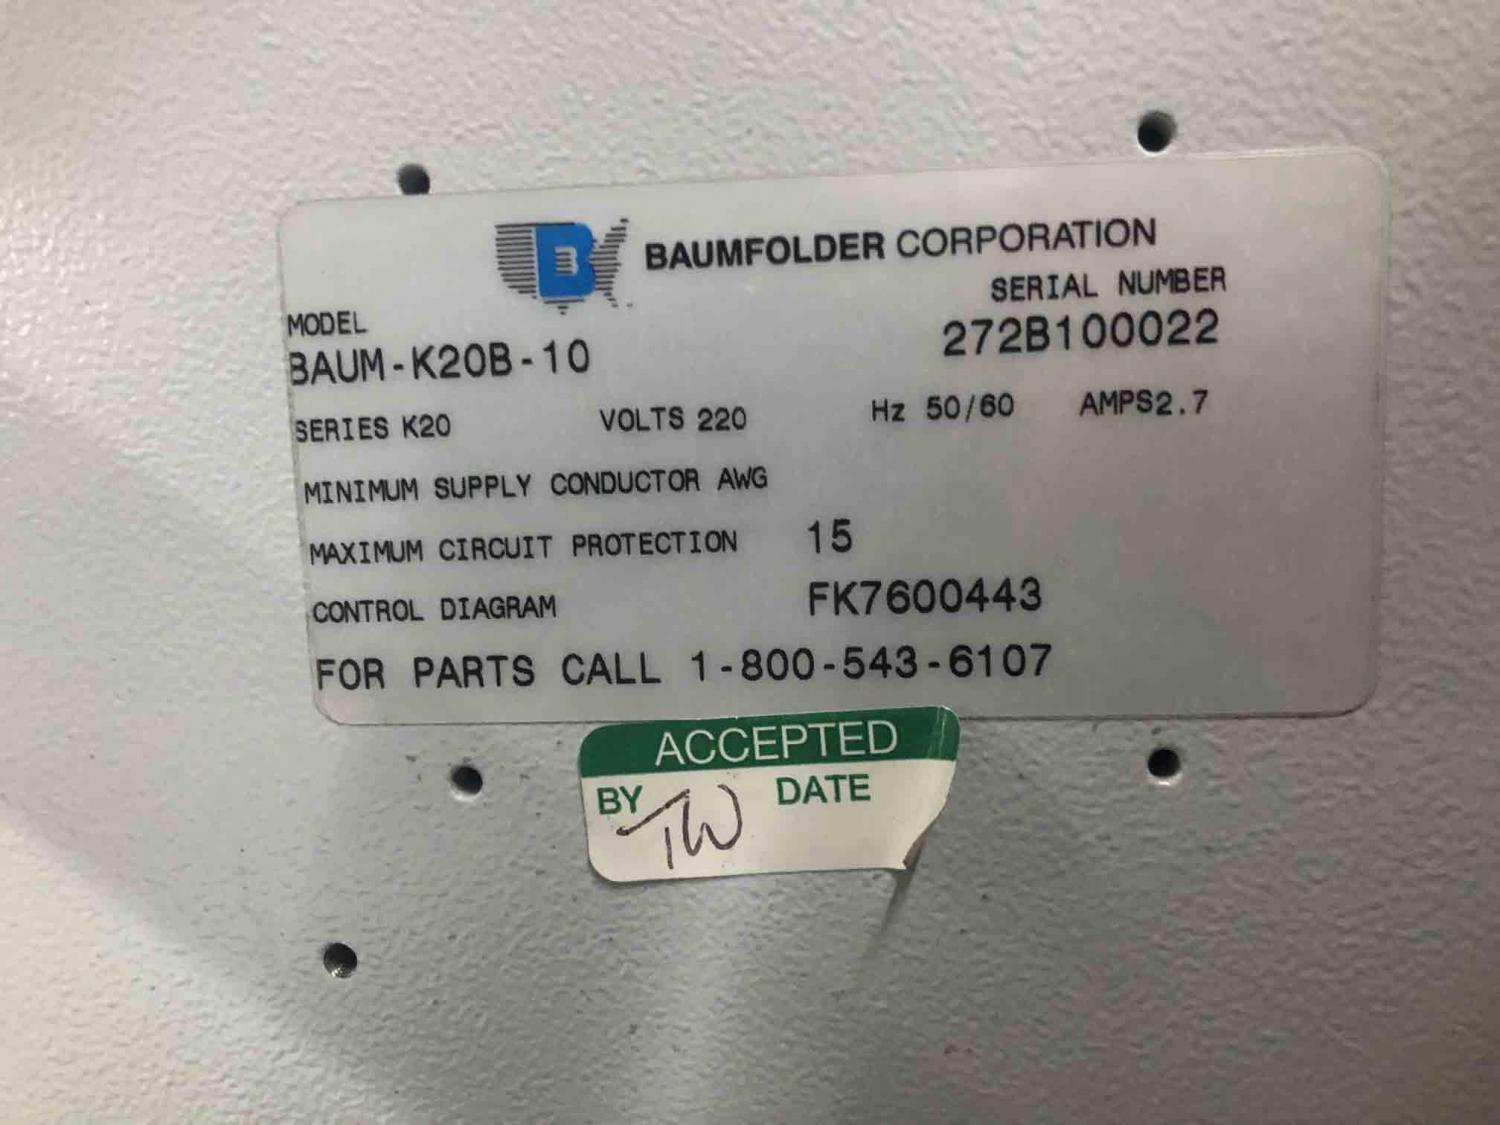 B
BAUMFOLDER CORPORATION
SERIAL NUMBER
272B100022
MODEL
BAUM-K20B-10
SERIES K20 VOLTS 220 Hz 50/60 AMPS2.7
MINIMUM SUPPLY CONDUCTOR AWG
MAXIMUM CIRCUIT PROTECTION 15
CONTROL DIAGRAM FK7600443
FOR PARTS CALL 1-800-543-6107
ACCEPTED
BY TW DATE